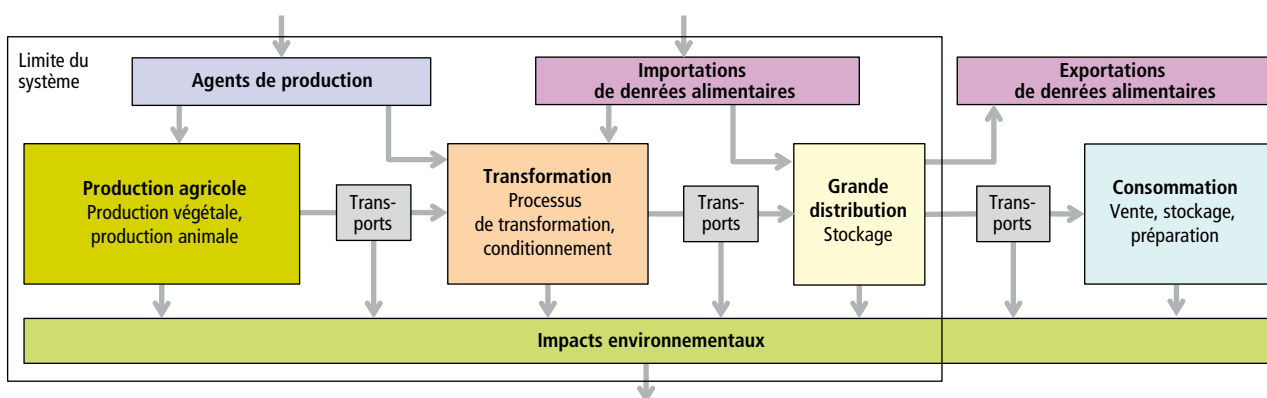 Limite du
système
Agents de production
Importations
de denrées alimentaires
Exportations
de denrées alimentaires
Production agricole
Production végétale,
production animale
Trans-
ports
Transformation
Processus
de transformation,
conditionnement
Trans-
ports
Grande
distribution
Stockage
Trans-
ports
Consommation
Vente, stockage,
préparation
Impacts environnementaux